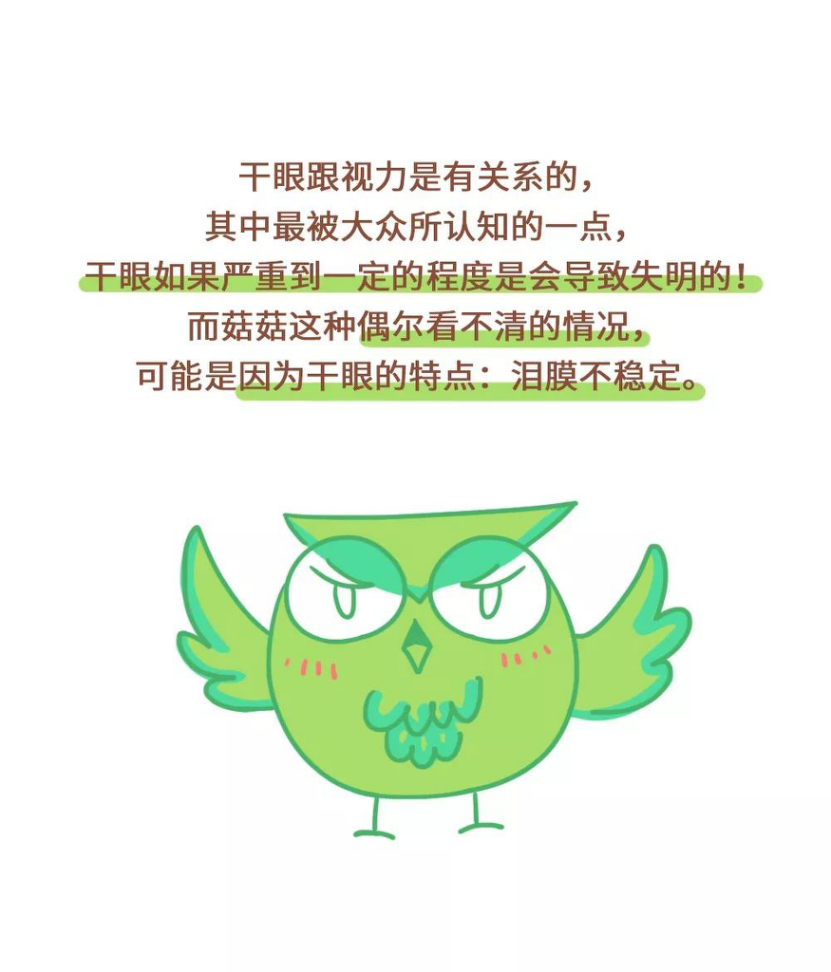 干眼跟视力是有关系的，
其中最被大众所认知的一点，
干眼如果严重到一定的程度是会导致失明的！
而菇菇这种偶尔看不清的情况，
可能是因为干眼的特点：泪膜不稳定。